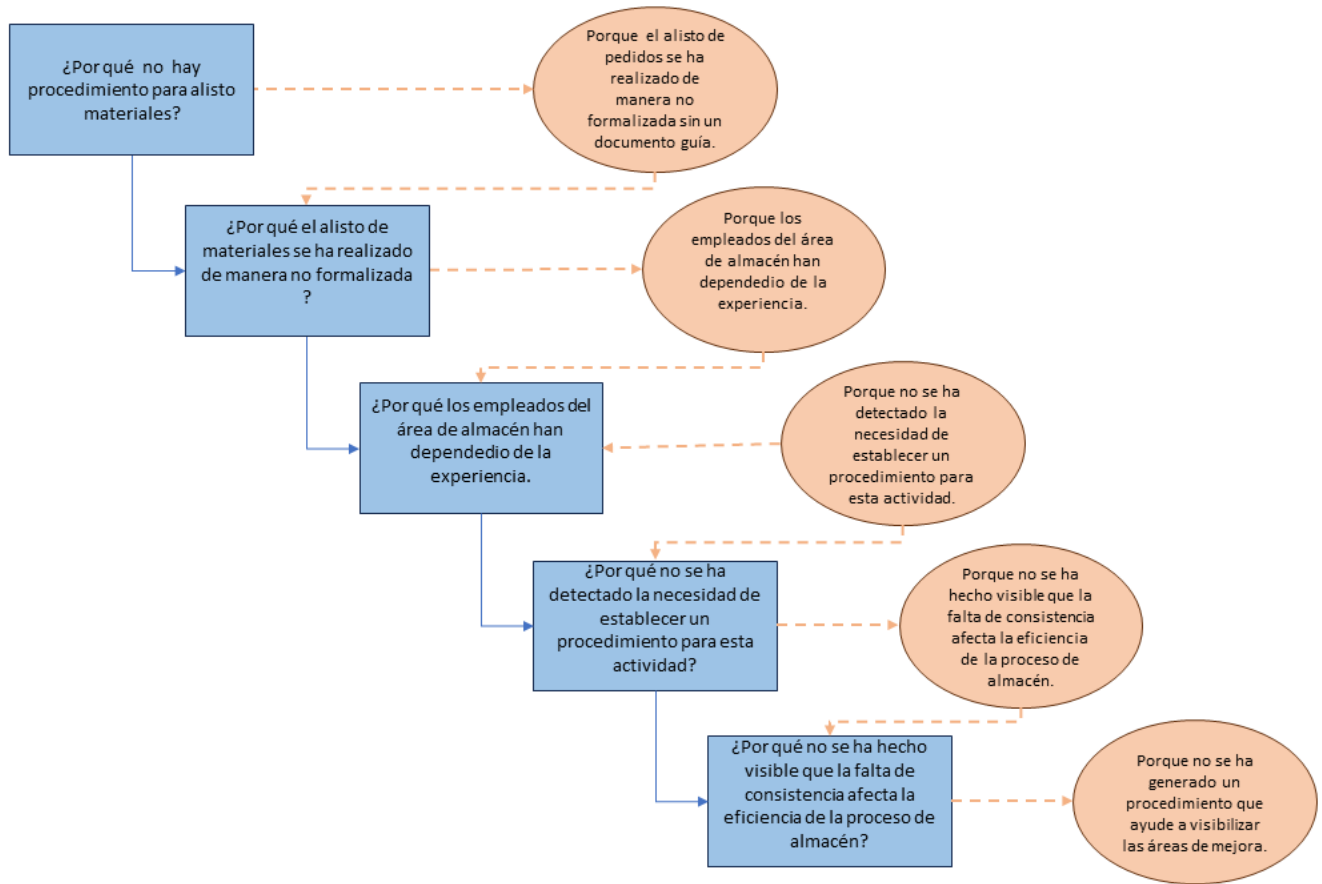 ¿Por qué no hay
procedimiento para alisto
materiales?
Porque el alisto de
pedidos se ha
realizado de
manera no
formalizada sin un
documento guía.
¿Por qué el alisto de
materiales se ha realizado
de manera no formalizada
?
Porque los
empleados del área
de almacén han
dependedio de la
experiencia.
¿Por qué los empleados del
área de almacén han
dependedio de la
experiencia.
Porque no se ha
detectado la
necesidad de
establecer un
procedimiento para
esta actividad.
¿Por qué no se ha
detectado la necesidad de
establecer un
procedimiento para esta
actividad?
Porque no se ha
hecho visible que la
falta de consistencia
afecta la eficiencia
de la proceso de
almacén.
¿Por qué no se ha hecho
visible que la falta de
consistencia afecta la
eficiencia de la proceso de
almacén?
Porque no se ha
generado un
procedimiento que
ayude a visibilizar
las áreas de mejora.